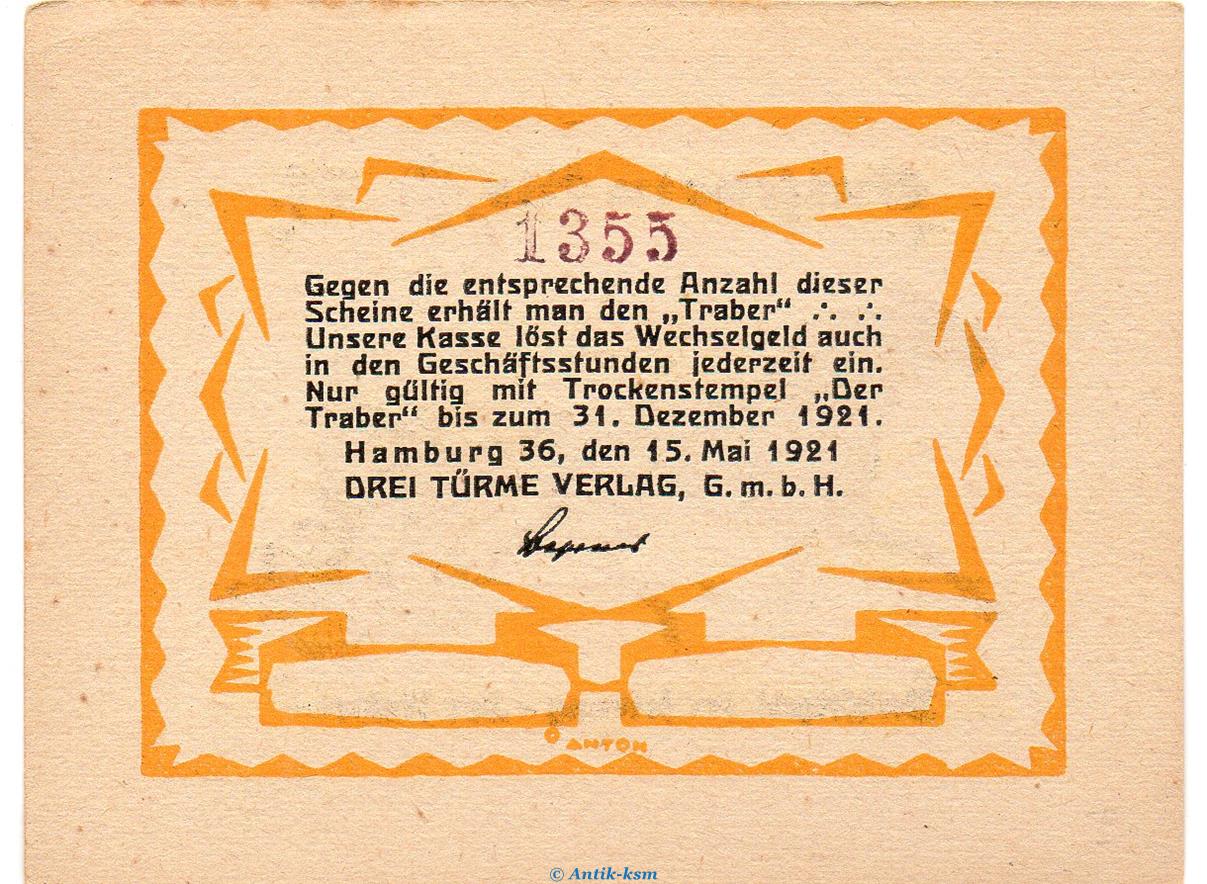 1355
Gegen die entsprechende Anzahl dieser
Scheine erhält man den „Traber“ ∴ ∴
Unsere Kasse löst das Wechselgeld auch
in den Geschäftsstunden jederzeit ein.
Nur gültig mit Trockenstempel „Der
Traber“ bis zum 31. Dezember 1921.
Hamburg 36, den 15. Mai 1921
DREI TÜRME VERLAG, G. m. b. H.
ANTON
© Antik-ksm